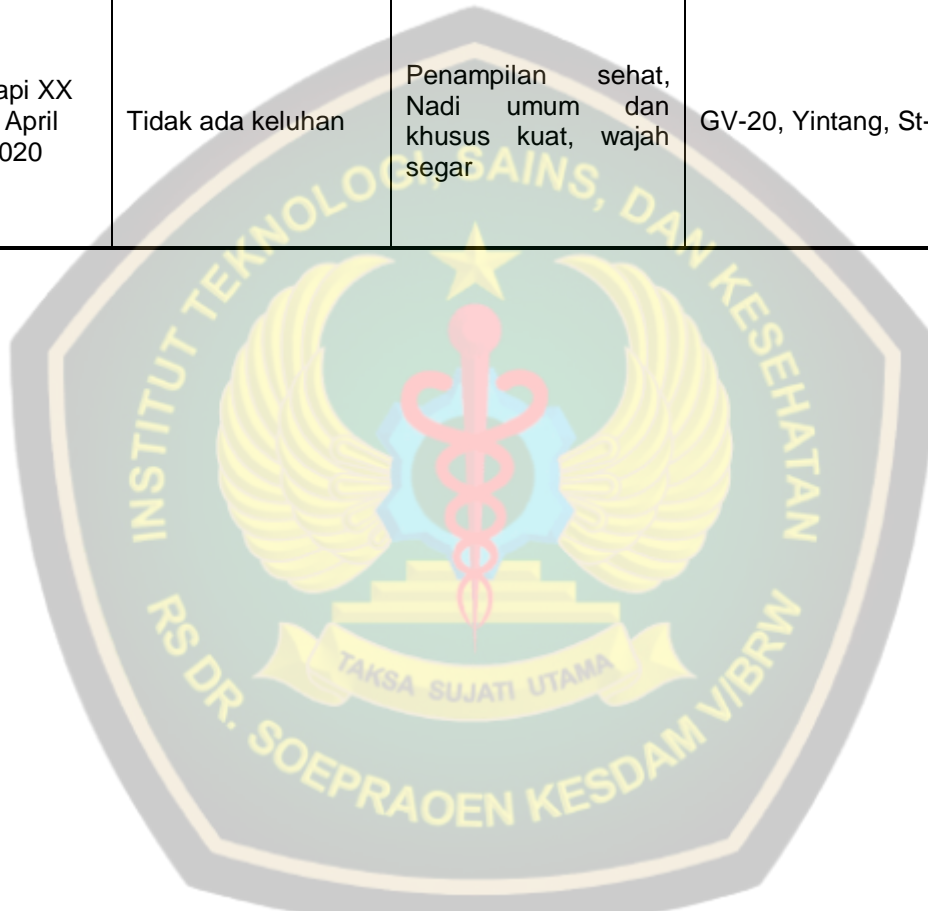 api XX
April
020
Tidak ada keluhan
Penampilan sehat,
Nadi umum dan
khusus kuat, wajah
segar
GV-20, Yintang, St-
INSTITUT TEKNOLOGI, SAINS, DAN KESEHATAN
TAKSA SUJATI UTAMA
RS DR. SOEPRAOEN KESDAM V/BRW